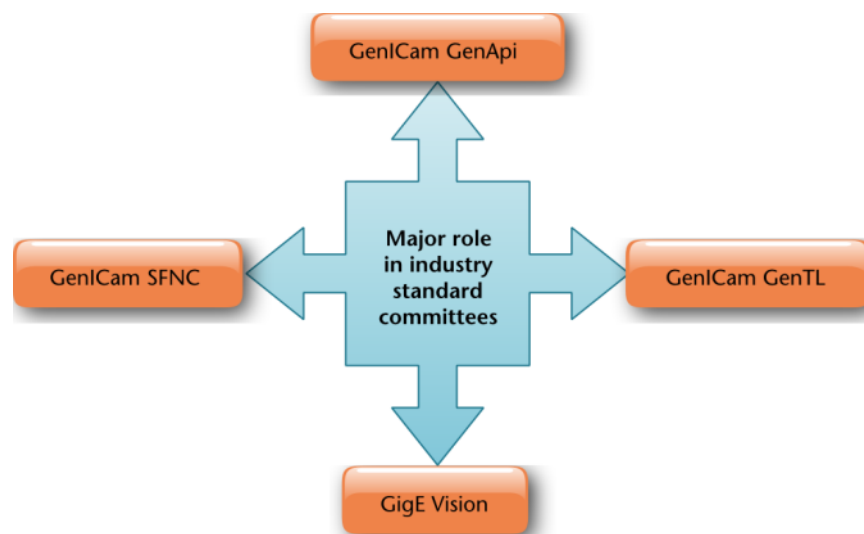 GenICam GenApi
GenICam SFNC
Major role
in industry
standard
committees
GenICam GenTL
GigE Vision